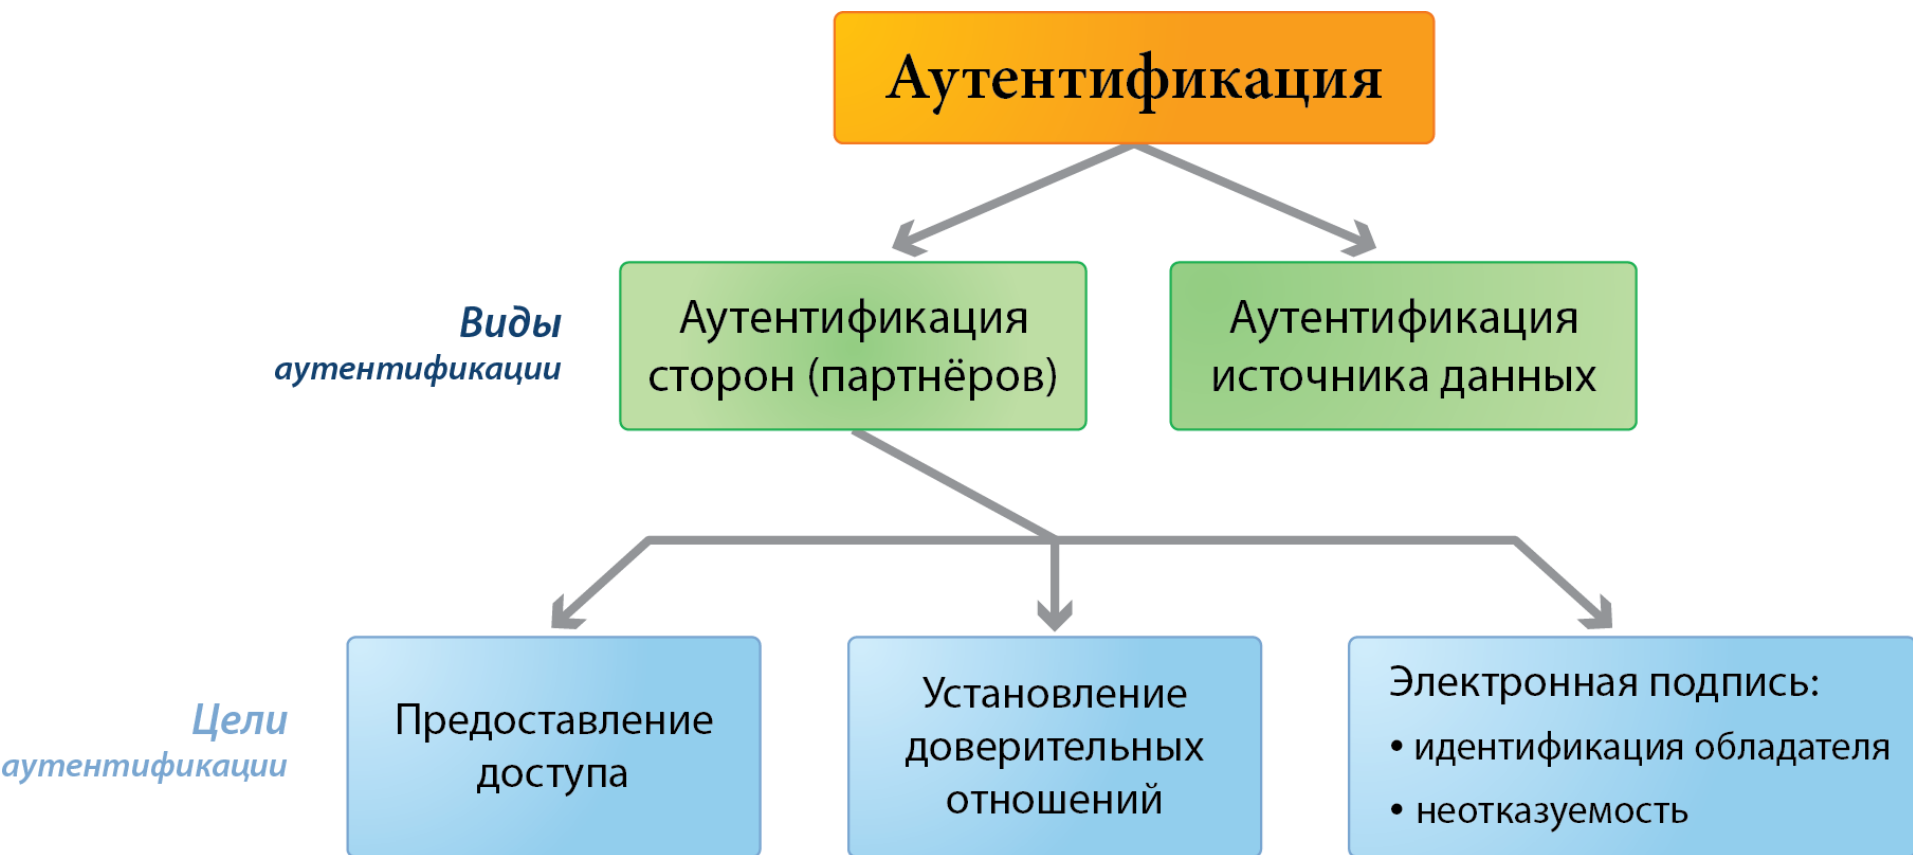 Аутентификация
Виды
аутентификации
Аутентификация
сторон (партнёров)
Аутентификация
источника данных
Цели
аутентификации
Предоставление
доступа
Установление
доверительных
отношений
Электронная подпись:
• идентификация обладателя
• неотказуемость